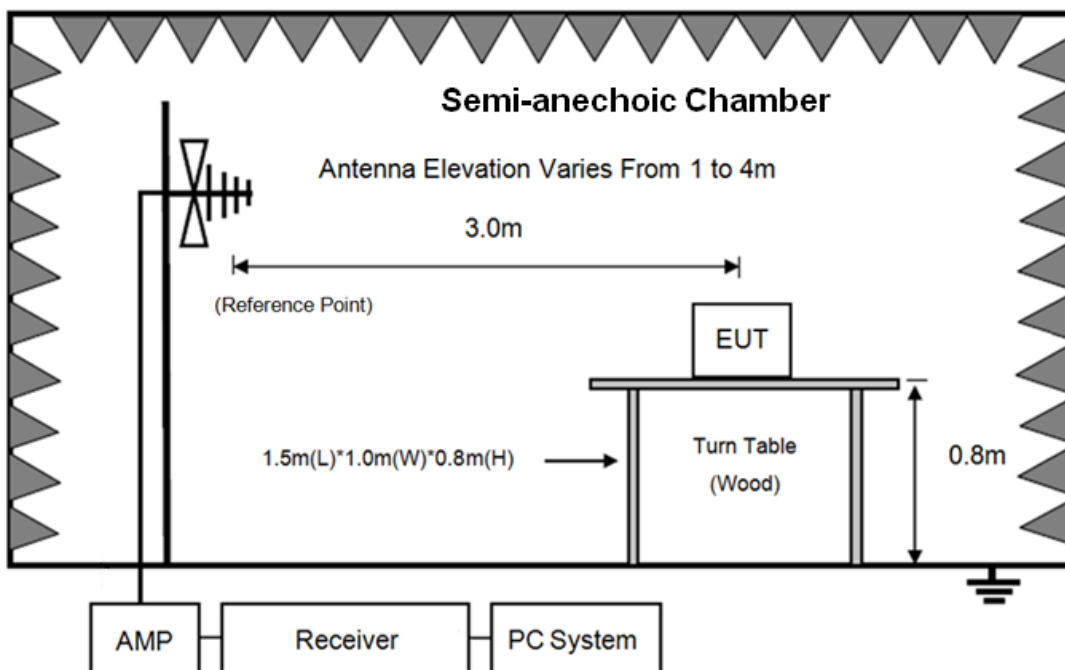 Semi-anechoic Chamber
Antenna Elevation Varies From 1 to 4m
3.0m
(Reference Point)
EUT
1.5m(L)*1.0m(W)*0.8m(H)
Turn Table
(Wood)
0.8m
AMP
Receiver
PC System